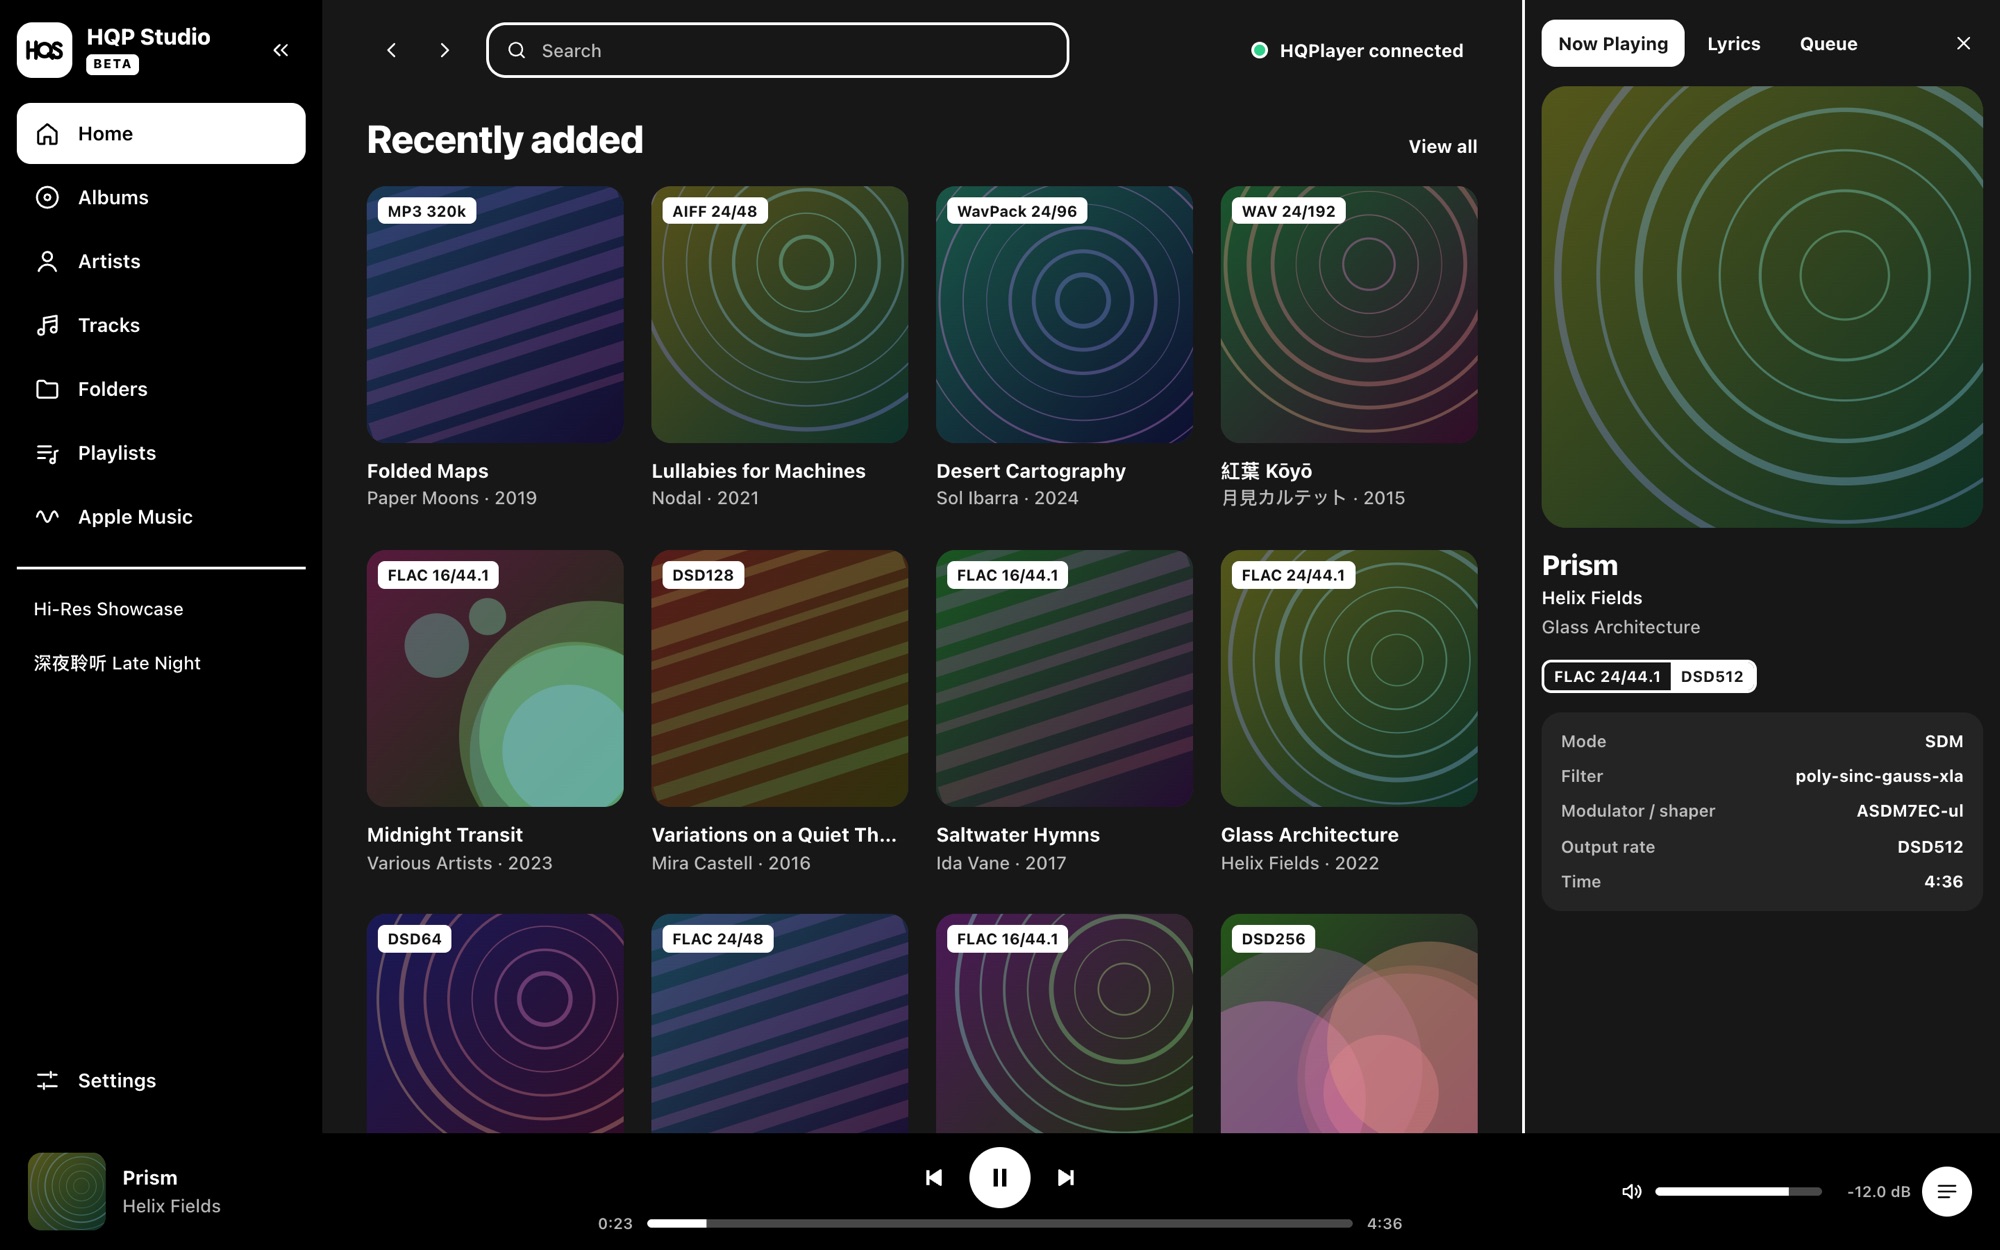 HQS
HQP Studio
BETA
Home
Albums
Artists
Tracks
Folders
Playlists
Apple Music
Hi-Res Showcase
深夜聆听 Late Night
Settings
Search
HQPlayer connected
Recently added
View all
MP3 320k
Folded Maps
Paper Moons · 2019
AIFF 24/48
Lullabies for Machines
Nodal · 2021
WavPack 24/96
Desert Cartography
Sol Ibarra · 2024
WAV 24/192
紅葉 Kōyō
月見カルテット · 2015
FLAC 16/44.1
Midnight Transit
Various Artists · 2023
DSD128
Variations on a Quiet Th...
Mira Castell · 2016
FLAC 16/44.1
Saltwater Hymns
Ida Vane · 2017
FLAC 24/44.1
Glass Architecture
Helix Fields · 2022
DSD64
FLAC 24/48
FLAC 16/44.1
DSD256
Now Playing
Lyrics
Queue
Prism
Helix Fields
Glass Architecture
FLAC 24/44.1 DSD512
Mode SDM
Filter poly-sinc-gauss-xla
Modulator / shaper ASDM7EC-ul
Output rate DSD512
Time 4:36
Prism
Helix Fields
0:23
4:36
-12.0 dB